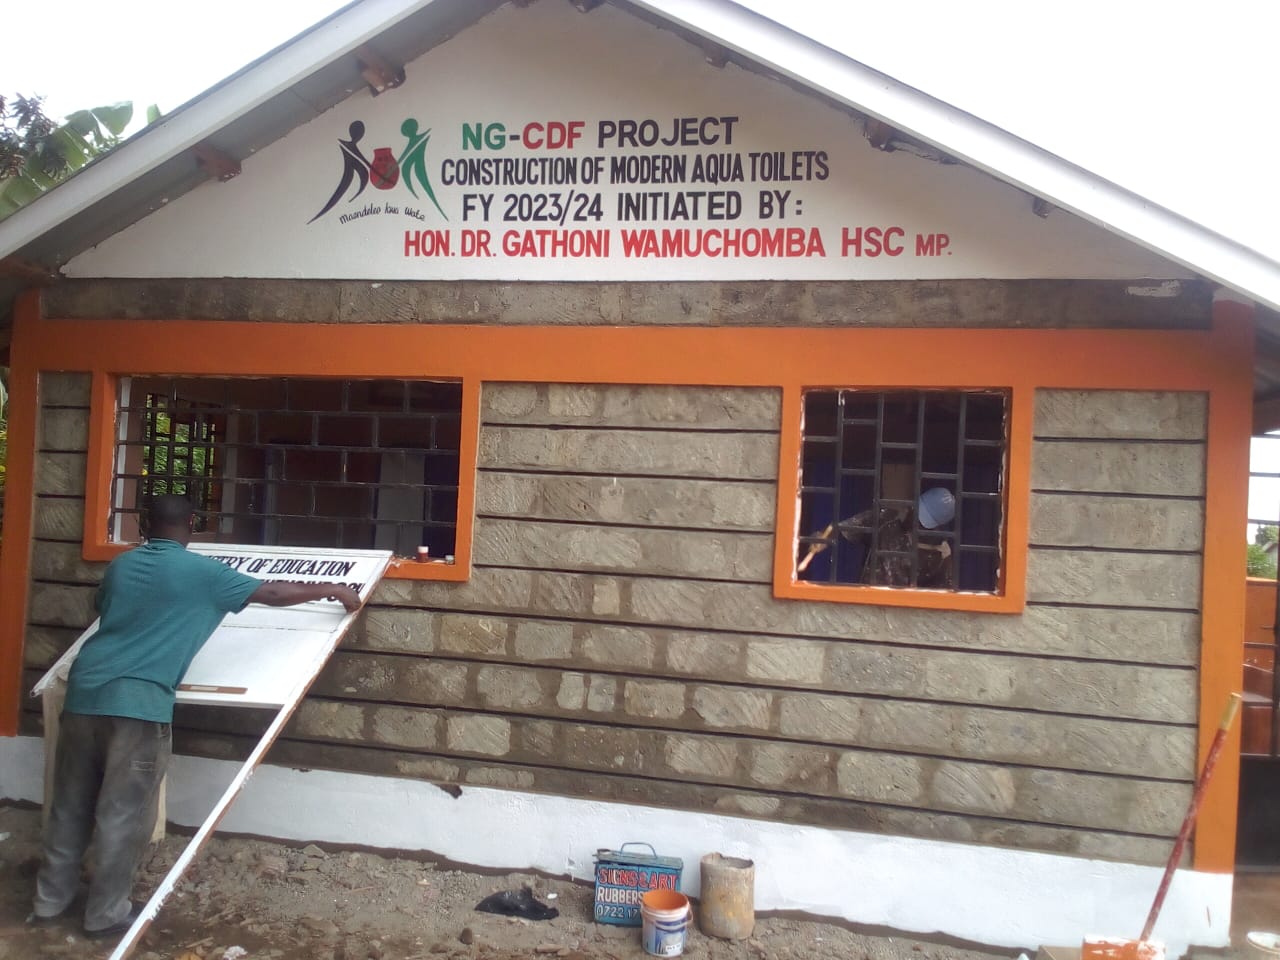 NG-CDF PROJECT
CONSTRUCTION OF MODERN AQUA TOILETS
FY 2023/24 INITIATED BY:
HON. DR. GATHONI WAMUCHOMBA HSC MP.
Maendeleo kwa Wote
OF EDUCATION
SIGNS & ART
RUBBERS
0722